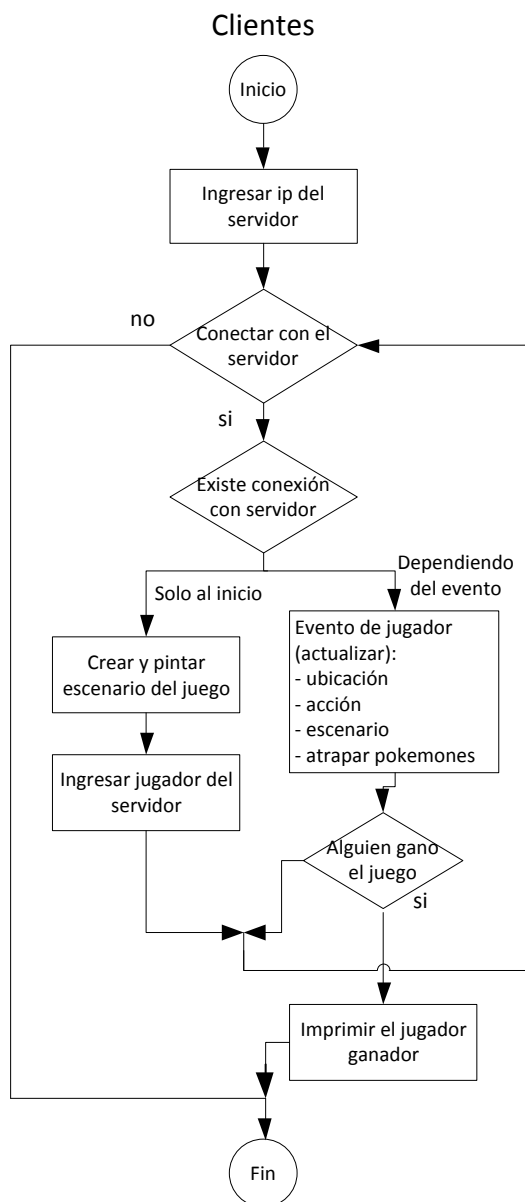 Clientes
Inicio
Ingresar ip del
servidor
no
Conectar con el
servidor
si
Existe conexión
con servidor
Solo al inicio
Dependiendo
del evento
Crear y pintar
escenario del juego
Ingresar jugador del
servidor
Evento de jugador
(actualizar):
- ubicación
- acción
- escenario
- atrapar pokemones
Alguien gano
el juego
si
Imprimir el jugador
ganador
Fin